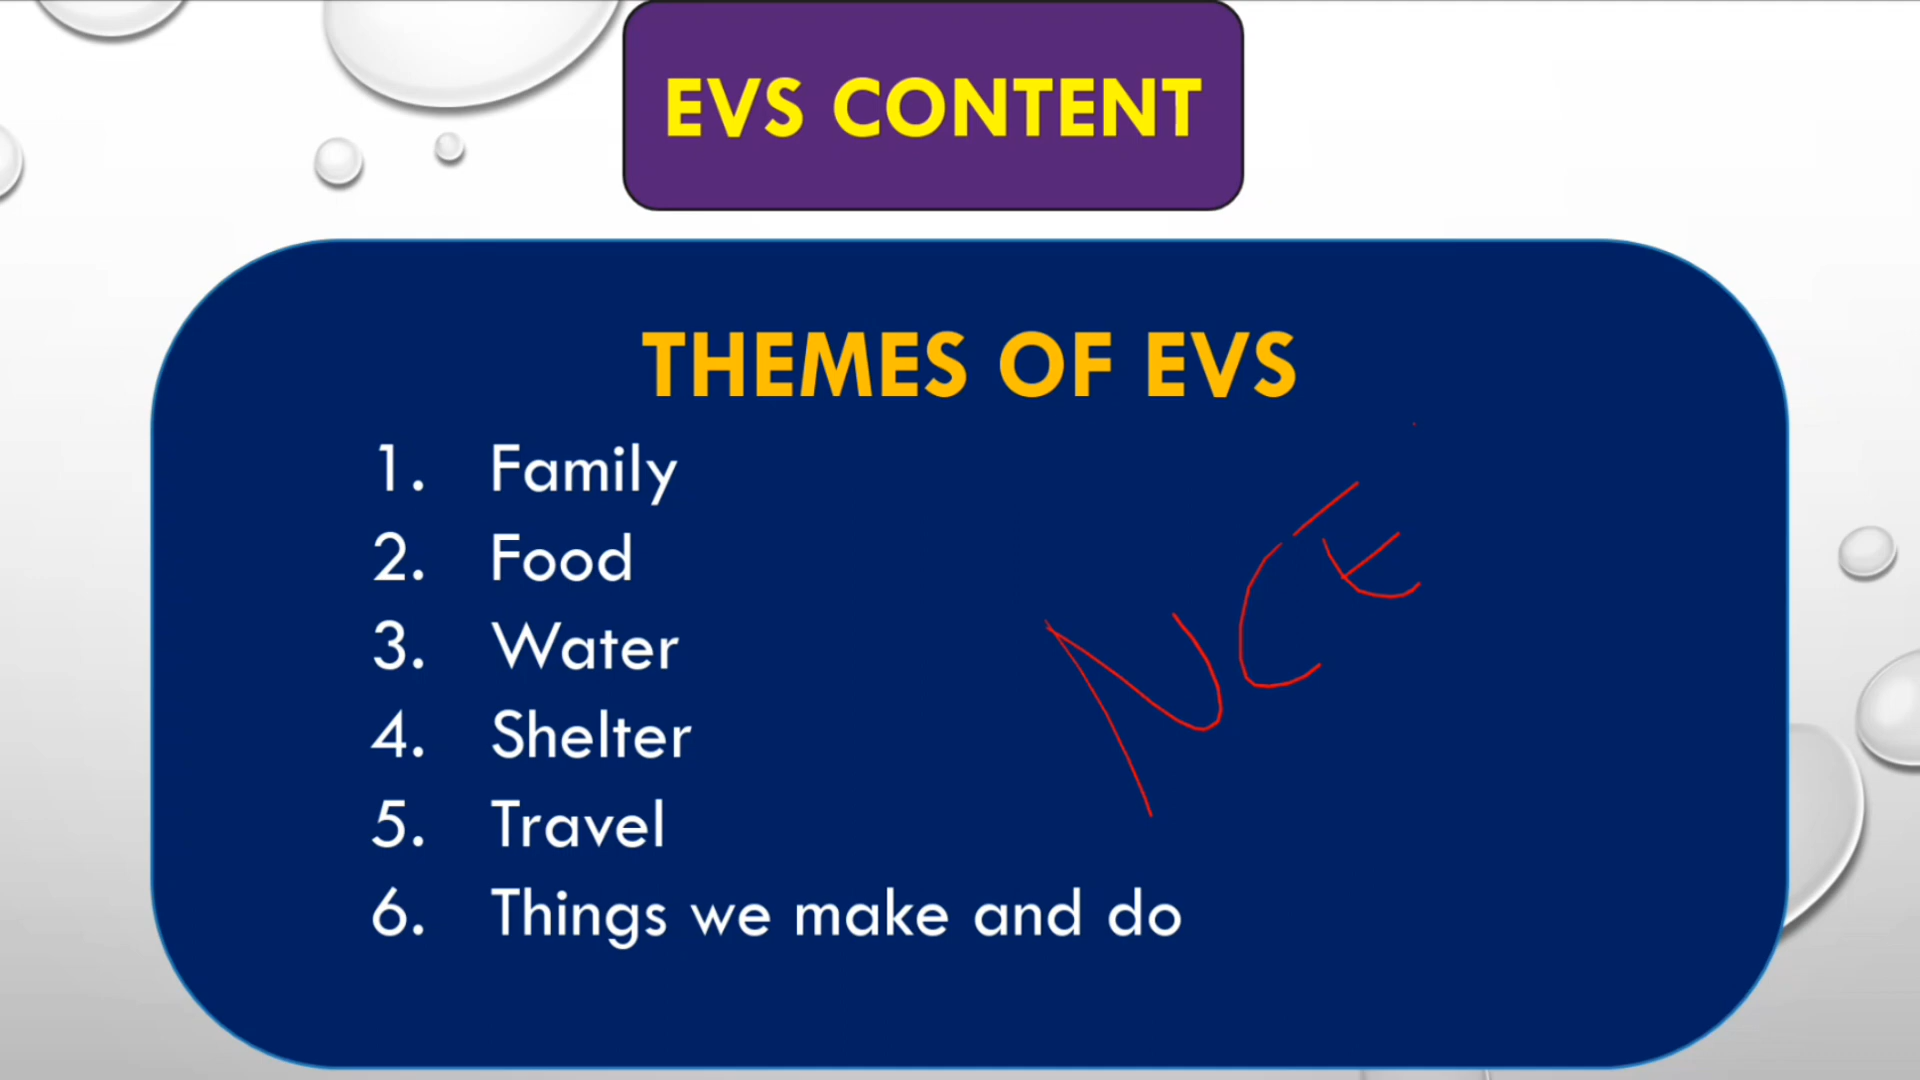 EVS CONTENT
THEMES OF EVS
1. Family
2. Food
3. Water
4. Shelter
5. Travel
6. Things we make and do
NCE